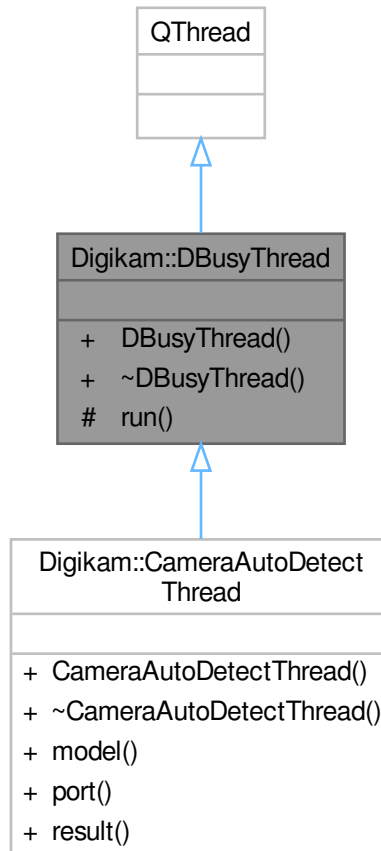 QThread
Digikam::DBusyThread
+ DBusyThread()
+ ~DBusyThread()
# run()
Digikam::CameraAutoDetect
Thread
+ CameraAutoDetectThread()
+ ~CameraAutoDetectThread()
+ model()
+ port()
+ result()